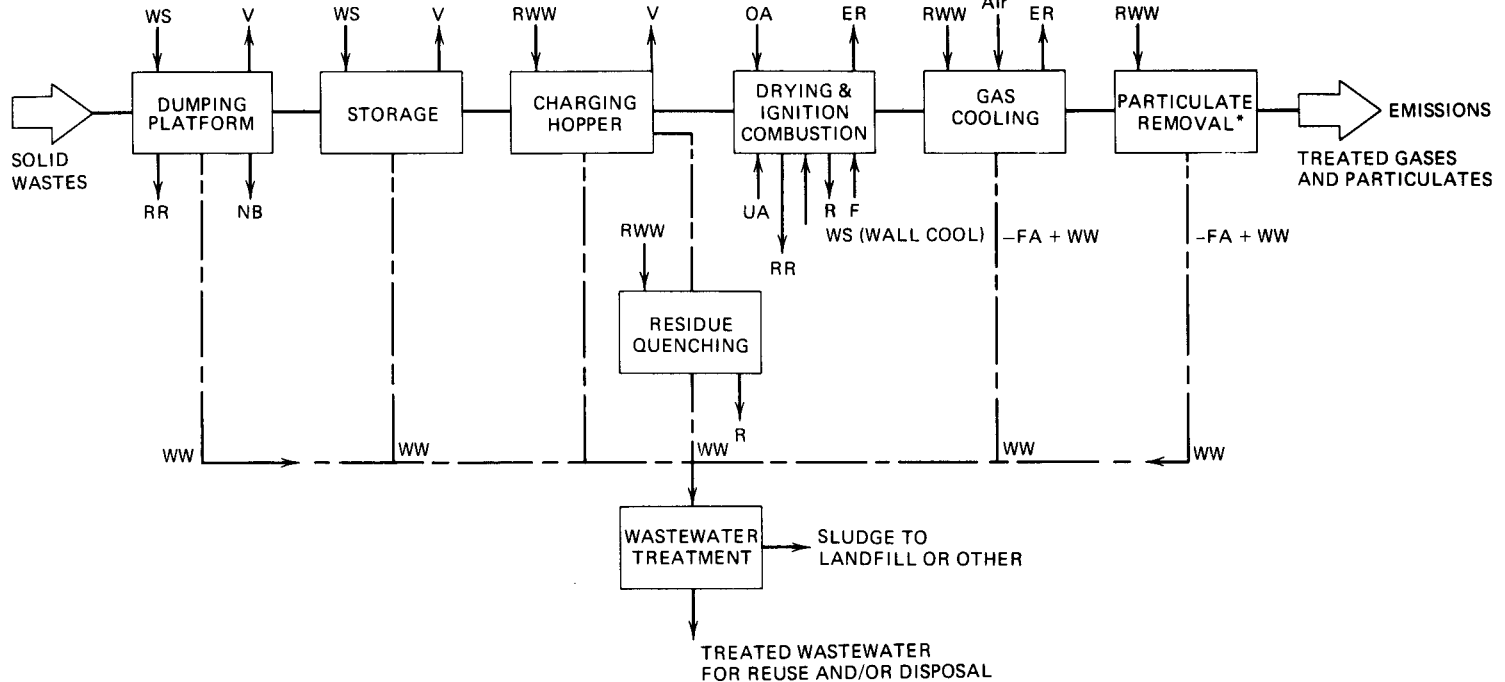 WS
V
WS
V
RWW
V
OA
ER
RWW
Air
ER
RWW
SOLID
WASTES
DUMPING
PLATFORM
STORAGE
CHARGING
HOPPER
DRYING &
IGNITION
COMBUSTION
GAS
COOLING
PARTICULATE
REMOVAL*
EMISSIONS
TREATED GASES
AND PARTICULATES
RR
NB
UA
RR
R
F
WS (WALL COOL)
–FA + WW
–FA + WW
RWW
RESIDUE
QUENCHING
R
WW
WW
WW
WW
WW
WASTEWATER
TREATMENT
SLUDGE TO
LANDFILL OR OTHER
TREATED WASTEWATER
FOR REUSE AND/OR DISPOSAL